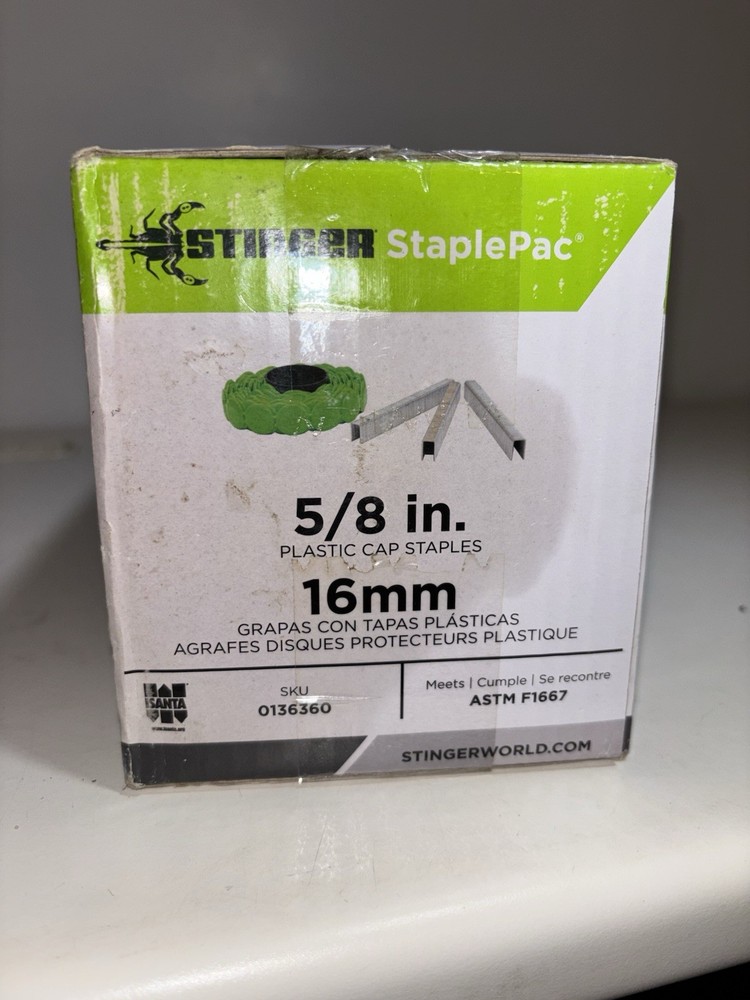 STINGER StaplePac®
5/8 in.
PLASTIC CAP STAPLES
16mm
GRAPAS CON TAPAS PLÁSTICAS
AGRAFES DISQUES PROTECTEURS PLASTIQUE
ISANTA
SKU
0136360
Meets | Cumple | Se recontre
ASTM F1667
STINGERWORLD.COM